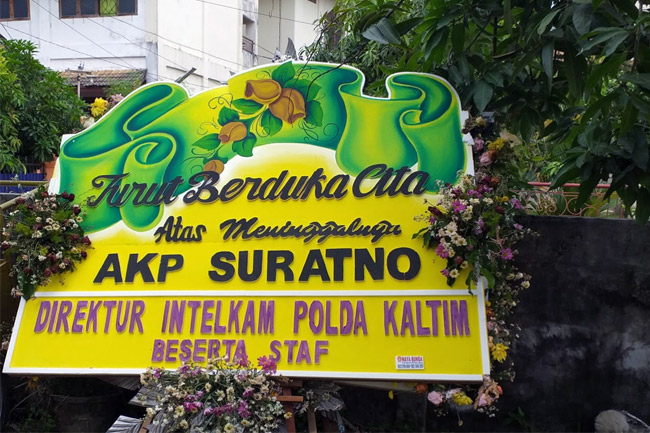 Turut Berduka Cita
Atas Meninggalnya
AKP SURATNO
DIREKTUR INTELKAM POLDA KALTIM
BESERTA STAF